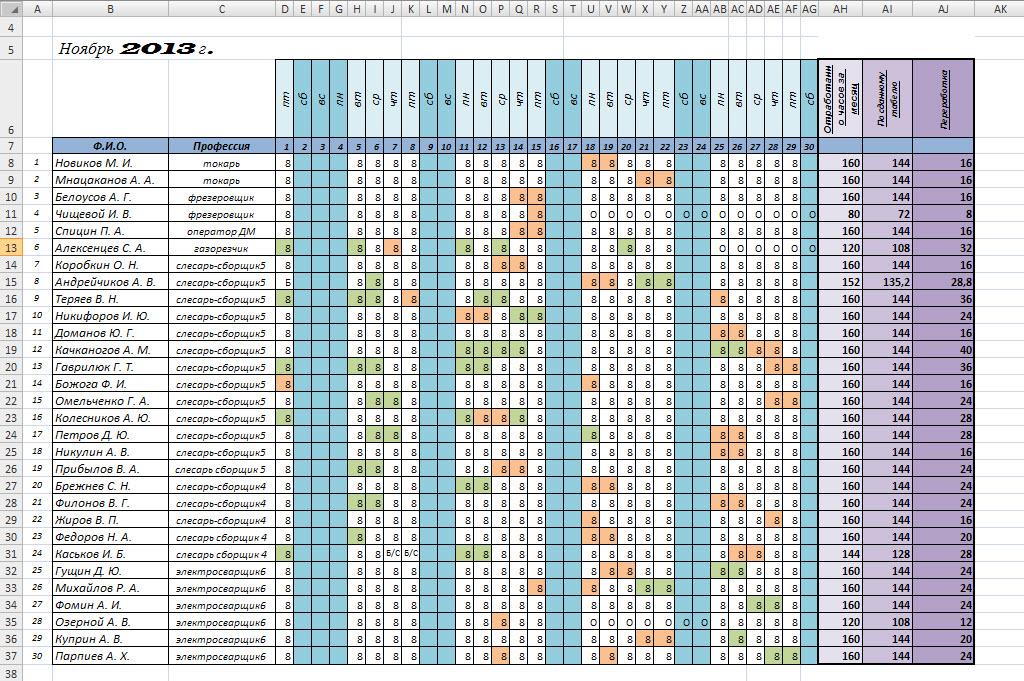 A B C D E F G H I J K L M N O P Q R S T U V W X Y Z AA AB AC AD AE AF AG AH AI AJ AK
4
5 Ноябрь 2013 г.
6 пт сб вс пн вт ср чт пт сб вс пн вт ср чт пт сб вс пн вт ср чт пт сб вс пн вт ср чт пт сб Отработанно часов за месяц По сданному табелю Переработка
7 Ф.И.О. Профессия 1 2 3 4 5 6 7 8 9 10 11 12 13 14 15 16 17 18 19 20 21 22 23 24 25 26 27 28 29 30
8 1 Новиков М. И. токарь 8 8 8 8 8 8 8 8 8 8 8 8 8 8 8 8 8 8 8 8 160 144 16
9 2 Мнацаканов А. А. токарь 8 8 8 8 8 8 8 8 8 8 8 8 8 8 8 8 8 8 8 8 160 144 16
10 3 Белоусов А. Г. фрезеровщик 8 8 8 8 8 8 8 8 8 8 8 8 8 8 8 8 8 8 8 8 160 144 16
11 4 Чищевой И. В. фрезеровщик 8 8 8 8 8 8 8 8 8 8 О О О О О О О О О О О О О 80 72 8
12 5 Спицин П. А. оператор ДМ 8 8 8 8 8 8 8 8 8 8 8 8 8 8 8 8 8 8 8 8 160 144 16
13 6 Алексенцев С. А. газорезчик 8 8 8 8 8 8 8 8 8 8 8 8 8 8 8 О О О О О О 120 108 32
14 7 Коробкин О. Н. слесарь-сборщик5 8 8 8 8 8 8 8 8 8 8 8 8 8 8 8 8 8 8 8 8 160 144 16
15 8 Андрейчиков А. В. слесарь-сборщик5 Б 8 8 8 8 8 8 8 8 8 8 8 8 8 8 8 8 8 8 8 152 135,2 28,8
16 9 Теряев В. Н. слесарь-сборщик5 8 8 8 8 8 8 8 8 8 8 8 8 8 8 8 8 8 8 8 8 160 144 36
17 10 Никифоров И. Ю. слесарь-сборщик5 8 8 8 8 8 8 8 8 8 8 8 8 8 8 8 8 8 8 8 8 160 144 24
18 11 Доманов Ю. Г. слесарь-сборщик5 8 8 8 8 8 8 8 8 8 8 8 8 8 8 8 8 8 8 8 8 160 144 16
19 12 Качканогов А. М. слесарь-сборщик5 8 8 8 8 8 8 8 8 8 8 8 8 8 8 8 8 8 8 8 8 160 144 40
20 13 Гаврилюк Г. Т. слесарь-сборщик5 8 8 8 8 8 8 8 8 8 8 8 8 8 8 8 8 8 8 8 8 160 144 36
21 14 Божога Ф. И. слесарь-сборщик5 8 8 8 8 8 8 8 8 8 8 8 8 8 8 8 8 8 8 8 8 160 144 16
22 15 Омельченко Г. А. слесарь-сборщик5 8 8 8 8 8 8 8 8 8 8 8 8 8 8 8 8 8 8 8 8 160 144 24
23 16 Колесников А. Ю. слесарь-сборщик5 8 8 8 8 8 8 8 8 8 8 8 8 8 8 8 8 8 8 8 8 160 144 28
24 17 Петров Д. Ю. слесарь-сборщик5 8 8 8 8 8 8 8 8 8 8 8 8 8 8 8 8 8 8 8 8 160 144 28
25 18 Никулин А. В. слесарь-сборщик5 8 8 8 8 8 8 8 8 8 8 8 8 8 8 8 8 8 8 8 8 160 144 16
26 19 Прибылов В. А. слесарь сборщик 5 8 8 8 8 8 8 8 8 8 8 8 8 8 8 8 8 8 8 8 8 160 144 24
27 20 Брежнев С. Н. слесарь-сборщик4 8 8 8 8 8 8 8 8 8 8 8 8 8 8 8 8 8 8 8 8 160 144 24
28 21 Филонов В. Г. слесарь-сборщик4 8 8 8 8 8 8 8 8 8 8 8 8 8 8 8 8 8 8 8 8 160 144 24
29 22 Жиров В. П. слесарь-сборщик4 8 8 8 8 8 8 8 8 8 8 8 8 8 8 8 8 8 8 8 8 160 144 16
30 23 Федоров Н. А. слесарь-сборщик 4 8 8 8 8 8 8 8 8 8 8 8 8 8 8 8 8 8 8 8 8 160 144 20
31 24 Каськов И. Б. слесарь сборщик 4 8 8 8 Б/С Б/С 8 8 8 8 8 8 8 8 8 8 8 8 8 8 8 144 128 28
32 25 Гущин Д. Ю. электросварщик6 8 8 8 8 8 8 8 8 8 8 8 8 8 8 8 8 8 8 8 8 160 144 24
33 26 Михайлов Р. А. электросварщик6 8 8 8 8 8 8 8 8 8 8 8 8 8 8 8 8 8 8 8 8 160 144 24
34 27 Фомин А. И. электросварщик6 8 8 8 8 8 8 8 8 8 8 8 8 8 8 8 8 8 8 8 8 160 144 24
35 28 Озерной А. В. электросварщик6 8 8 8 8 8 8 8 8 8 8 О О О О О О О 8 8 8 8 8 120 108 12
36 29 Куприн А. В. электросварщик6 8 8 8 8 8 8 8 8 8 8 8 8 8 8 8 8 8 8 8 8 160 144 20
37 30 Парпиев А. Х. электросварщик6 8 8 8 8 8 8 8 8 8 8 8 8 8 8 8 8 8 8 8 8 160 144 24
38